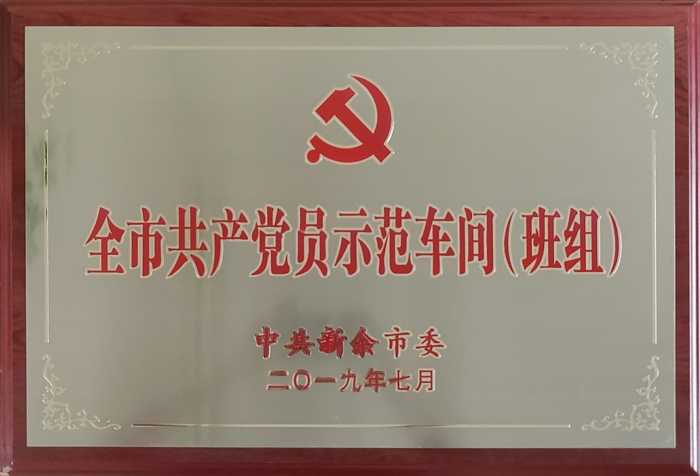 全市共产党员示范车间(班组)
中共新余市委
二〇一九年七月